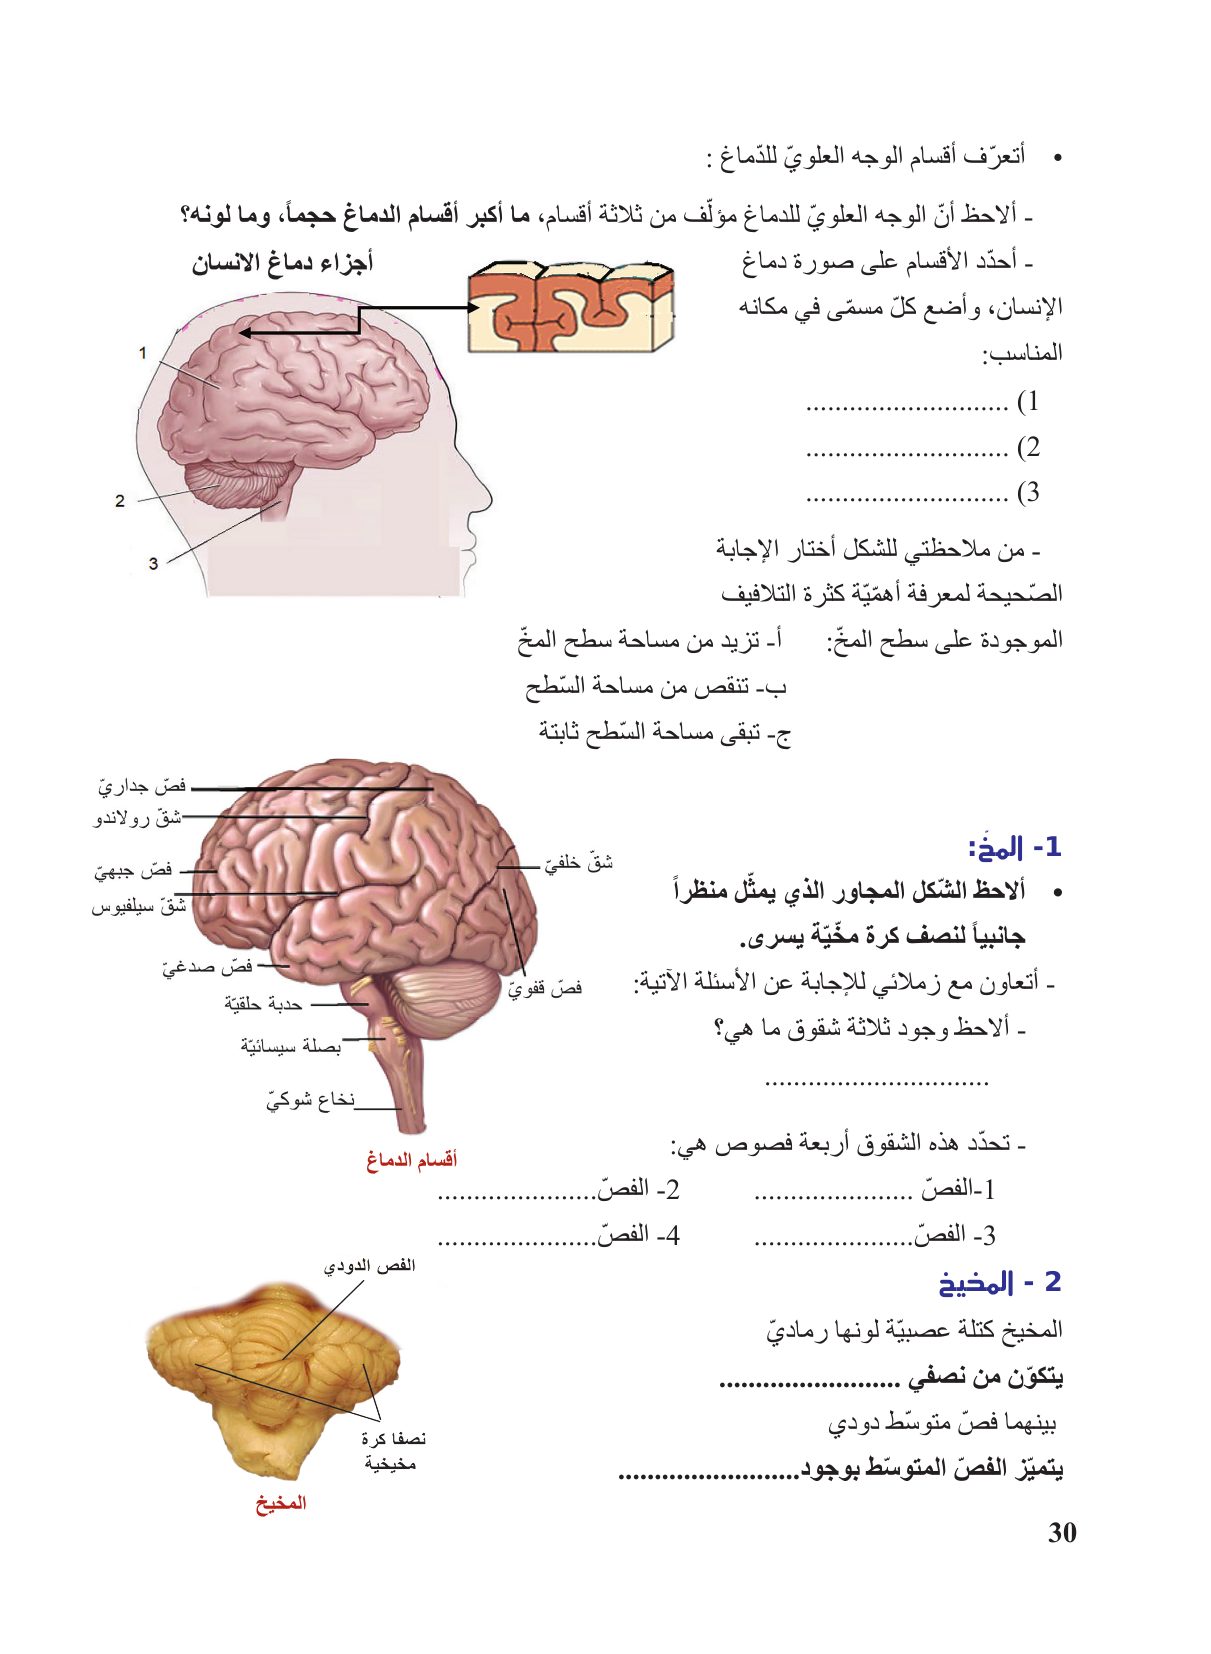 • أتعرّف أقسام الوجه العلويّ للدّماغ :
- ألاحظ أنّ الوجه العلويّ للدماغ مؤلّف من ثلاثة أقسام، ما أكبر أقسام الدماغ حجماً، وما لونه؟
- أحدّد الأقسام على صورة دماغ
الإنسان، وأضع كلّ مسمّى في مكانه
المناسب:
1) ............................
2) ............................
3) ............................
أجزاء دماغ الانسان
1
2
3
- من ملاحظتي للشكل أختار الإجابة
الصّحيحة لمعرفة أهمّيّة كثرة التلافيف
الموجودة على سطح المخّ: أ- تزيد من مساحة سطح المخّ
ب- تنقص من مساحة السّطح
ج- تبقى مساحة السّطح ثابتة
1- المخّ:
• ألاحظ الشّكل المجاور الذي يمثّل منظراً
جانبياً لنصف كرة مخّيّة يسرى.
- أتعاون مع زملائي للإجابة عن الأسئلة الآتية:
- ألاحظ وجود ثلاثة شقوق ما هي؟
...............................
فصّ جداريّ
شقّ رولاندو
فصّ جبهيّ
شقّ سيلفيوس
فصّ صدغيّ
حدبة حلقيّة
بصلة سيسائيّة
نخاع شوكيّ
شقّ خلفيّ
فصّ قفويّ
أقسام الدماغ
- تحدّد هذه الشقوق أربعة فصوص هي:
1-الفصّ ...................... 2- الفصّ......................
3- الفصّ...................... 4- الفصّ......................
2 - المخيخ
المخيخ كتلة عصبيّة لونها رماديّ
يتكوّن من نصفي .........................
بينهما فصّ متوسّط دودي
يتميّز الفصّ المتوسّط بوجود.........................
الفص الدودي
نصفا كرة
مخيخية
المخيخ
30